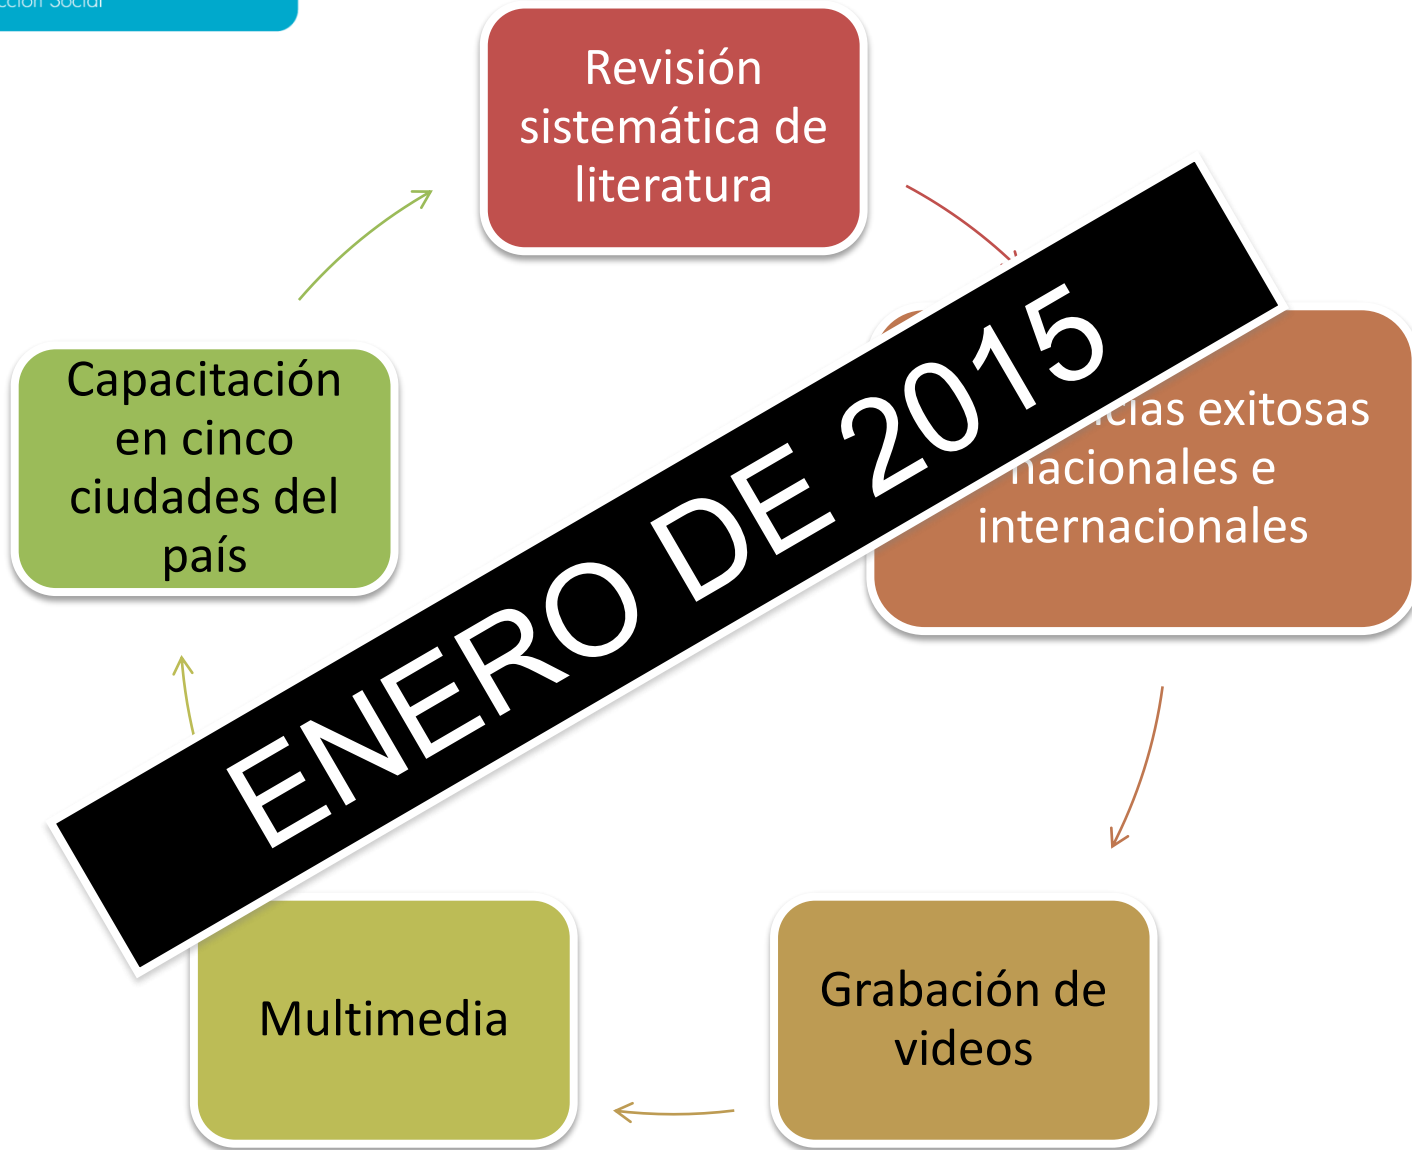 Social
Revisión
sistemática de
literatura
Capacitación
en cinco
ciudades del
país
ENERO DE 2015
exitosas
nacionales e
internacionales
Multimedia
Grabación de
videos